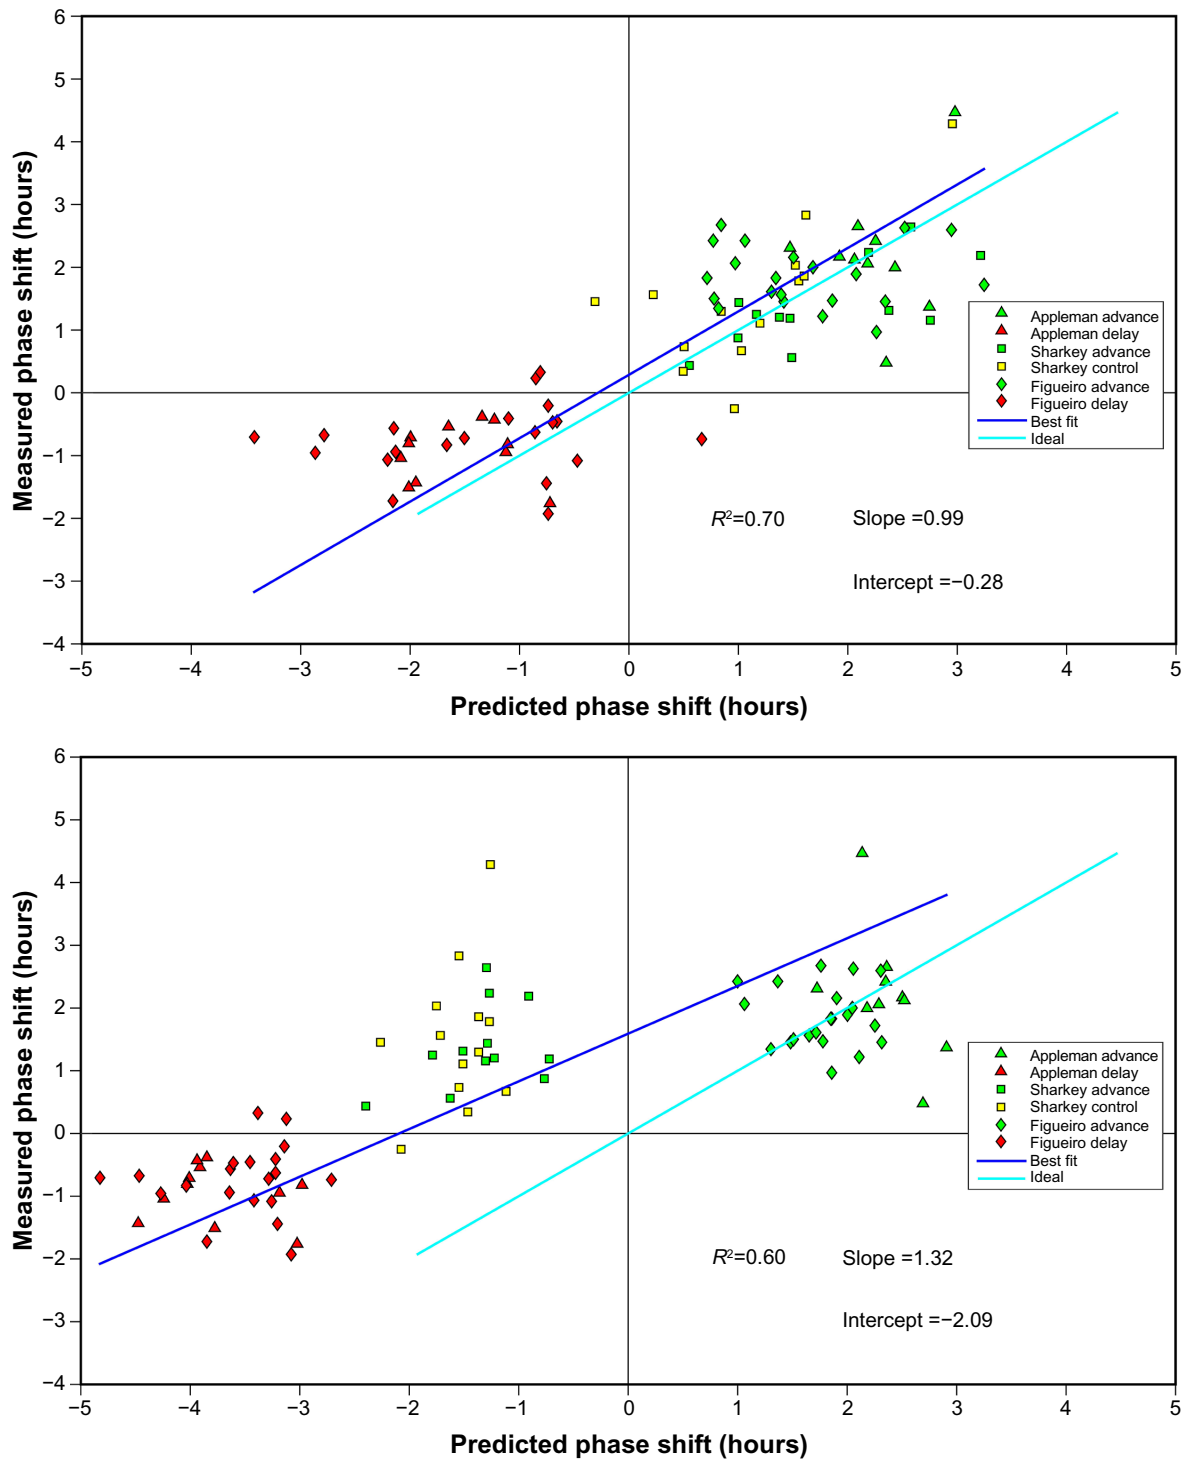 6
5
4
3
2
1
0
−1
−2
−3
−4
Measured phase shift (hours)
−5 −4 −3 −2 −1 0 1 2 3 4 5
Predicted phase shift (hours)
Appleman advance
Appleman delay
Sharkey advance
Sharkey control
Figueiro advance
Figueiro delay
Best fit
Ideal
R²=0.70 Slope =0.99
Intercept =−0.28
6
5
4
3
2
1
0
−1
−2
−3
−4
Measured phase shift (hours)
−5 −4 −3 −2 −1 0 1 2 3 4 5
Predicted phase shift (hours)
Appleman advance
Appleman delay
Sharkey advance
Sharkey control
Figueiro advance
Figueiro delay
Best fit
Ideal
R²=0.60 Slope =1.32
Intercept =−2.09